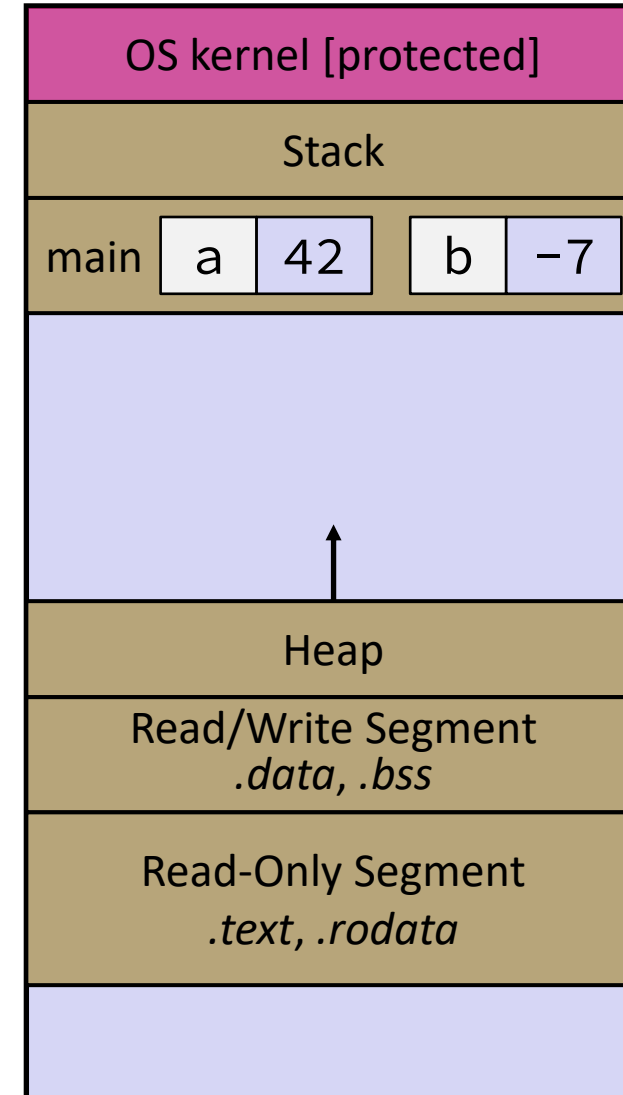 OS kernel [protected]
Stack
main a 42 b -7
Heap
Read/Write Segment
.data, .bss
Read-Only Segment
.text, .rodata